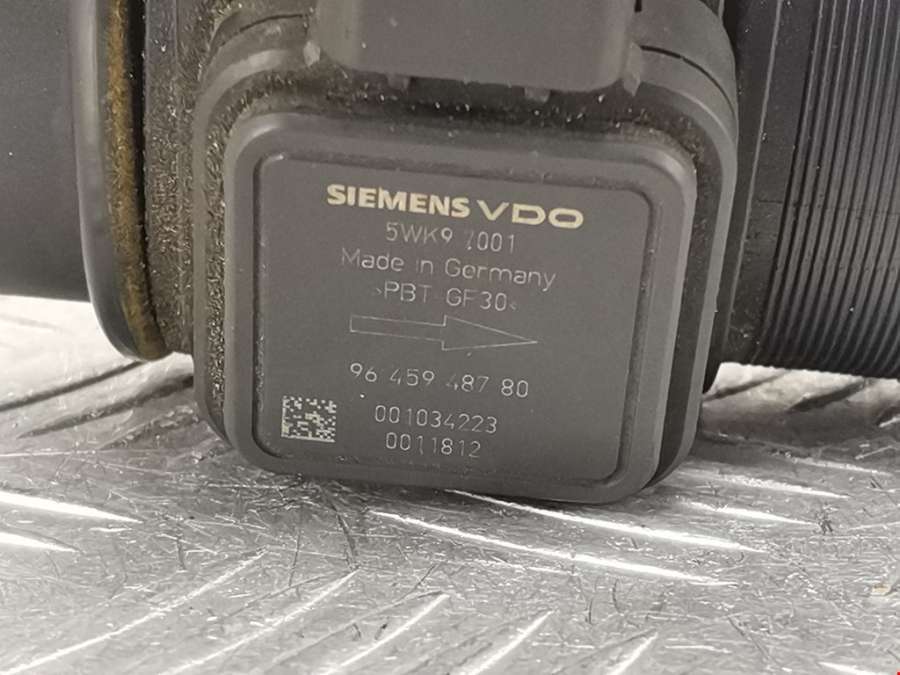 SIEMENS VDO
5WK9 7001
Made in Germany
>PBT-GF30<
96 459 487 80
001034223
0011812